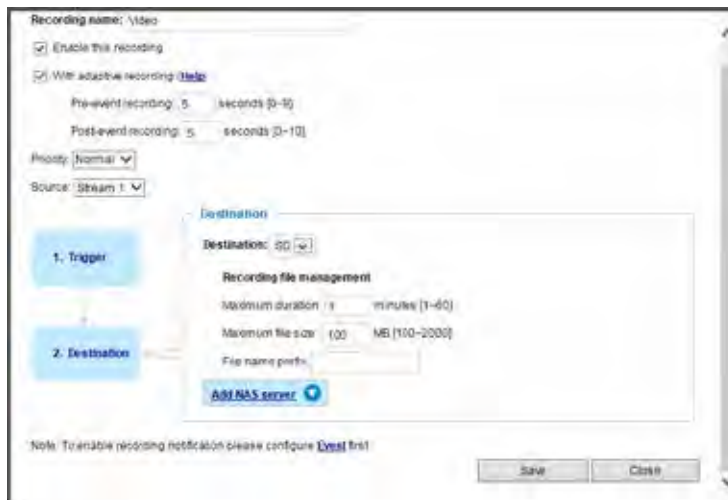 Recording name: Video
Enable this recording
With adaptive recording (Help)
Pre-event recording: 5 seconds [0~9]
Post-event recording: 5 seconds [0~10]
Priority: Normal
Source: Stream 1
Destination
1. Trigger
Destination: SD
Recording file management
Maximum duration 1 minutes [1~60]
Maximum file size 100 MB [100~2000]
2. Destination
File name prefix
Add NAS server
Note: To enable recording notification please configure Event first
Save
Close